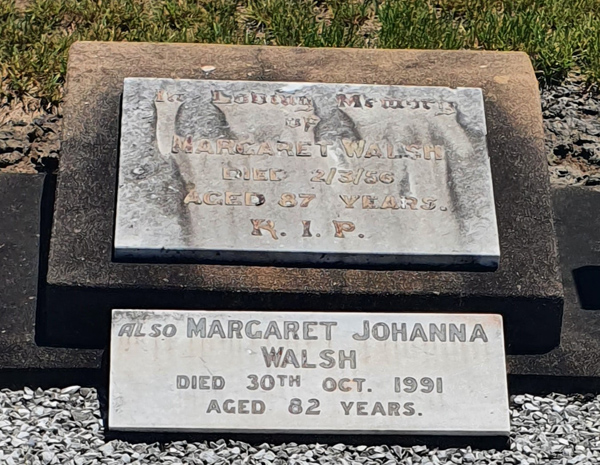 In Loving Memory
of
MARGARET WALSH
DIED 2/3/56
AGED 87 YEARS.
R. I. P.
ALSO MARGARET JOHANNA
WALSH
DIED 30TH OCT. 1991
AGED 82 YEARS.